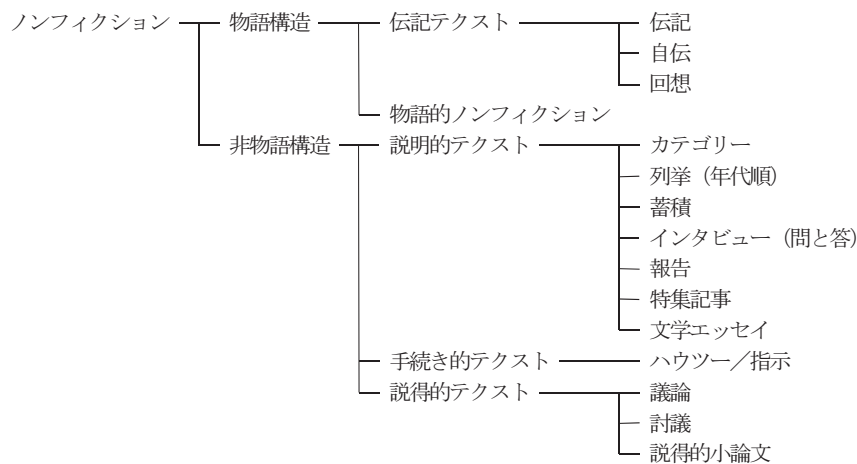 ノンフィクション 物語構造 伝記テクスト 伝記
自伝
回想
物語的ノンフィクション
非物語構造 説明的テクスト カテゴリー
列挙（年代順）
蓄積
インタビュー（問と答）
報告
特集記事
文学エッセイ
手続き的テクスト ハウツー／指示
説得的テクスト 議論
討議
説得的小論文